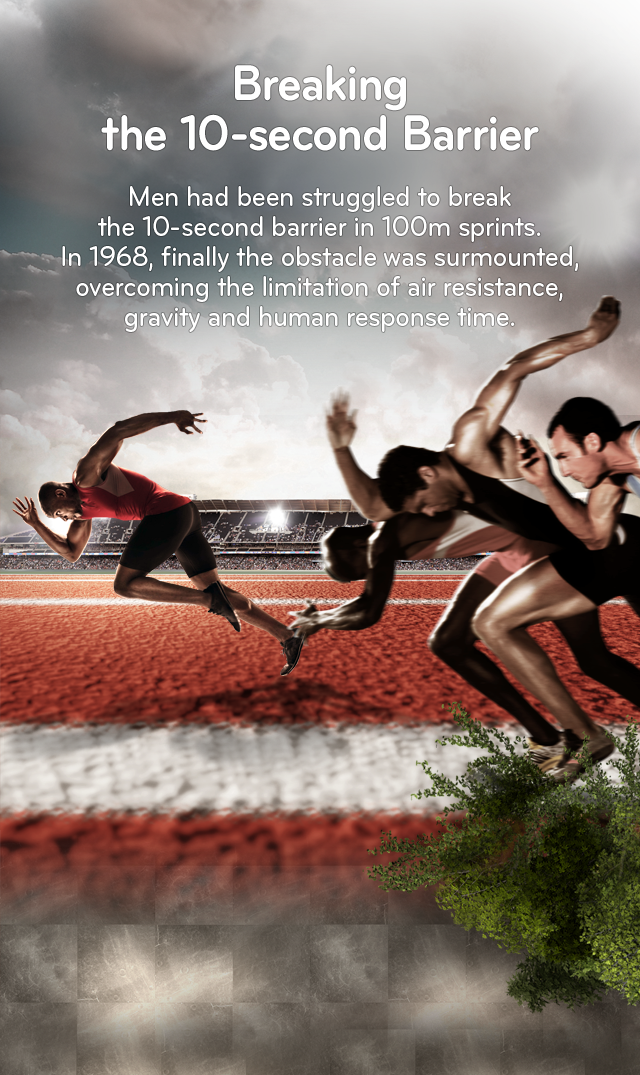 Breaking
the 10-second Barrier
Men had been struggled to break
the 10-second barrier in 100m sprints.
In 1968, finally the obstacle was surmounted,
overcoming the limitation of air resistance,
gravity and human response time.